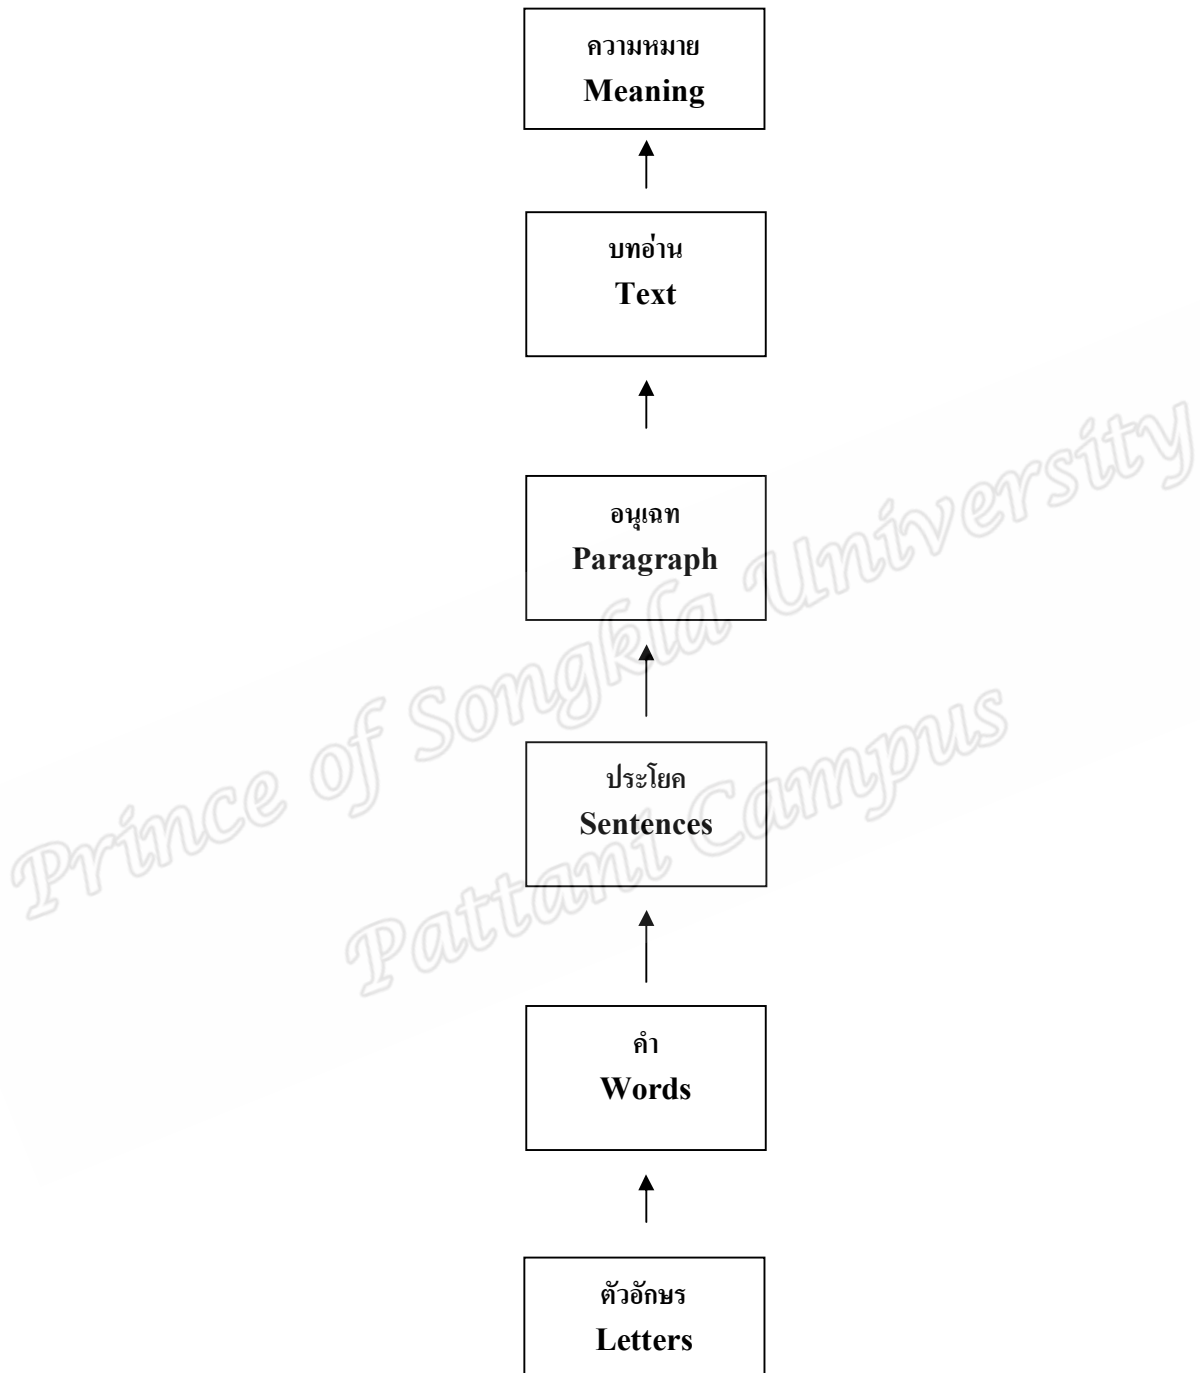 ความหมาย
Meaning
บทอ่าน
Text
อนุเฉท
Paragraph
ประโยค
Sentences
คำ
Words
ตัวอักษร
Letters
Prince of Songkla University
Pattani Campus